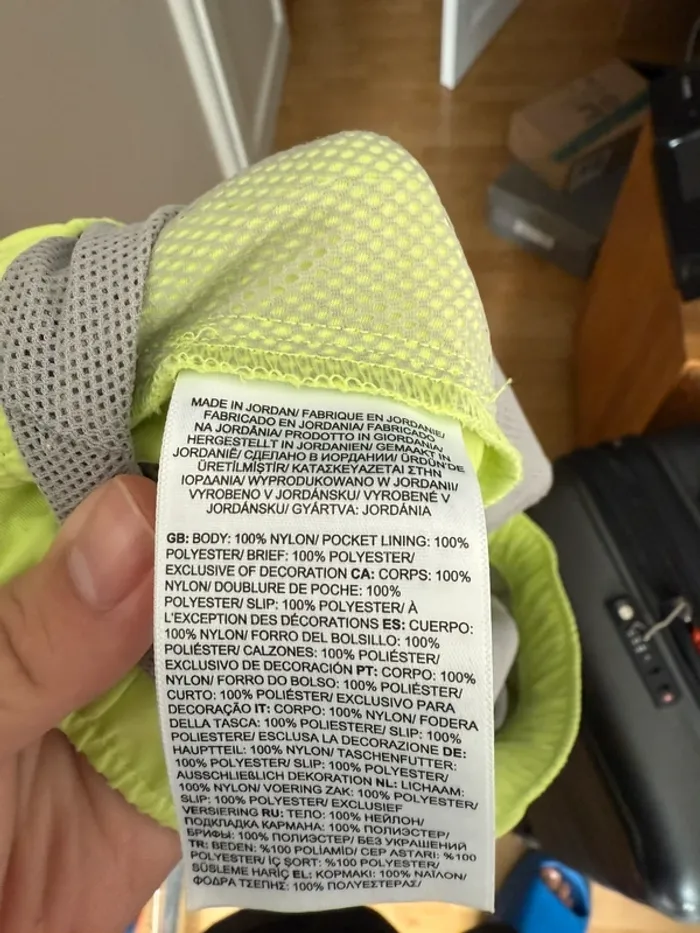 MADE IN JORDAN/ FABRIQUE EN JORDANIE/
FABRICADO EN JORDANIA/ FABRICADO
NA JORDÂNIA/ PRODOTTO IN GIORDANIA/
HERGESTELLT IN JORDANIEN/ GEMAAKT IN
JORDANIË/ СДЕЛАНО В ИОРДАНИИ/ ÜRDÜN'DE
ÜRETİLMİŞTİR/ ΚΑΤΑΣΚΕΥΑΖΕΤΑΙ ΣΤΗΝ
ΙΟΡΔΑΝΙΑ/ WYPRODUKOWANO W JORDANII/
VYROBENO V JORDÁNSKU/ VYROBENÉ V
JORDÁNSKU/ GYÁRTVA: JORDÁNIA
GB: BODY: 100% NYLON/ POCKET LINING: 100%
POLYESTER/ BRIEF: 100% POLYESTER/
EXCLUSIVE OF DECORATION CA: CORPS: 100%
NYLON/ DOUBLURE DE POCHE: 100%
POLYESTER/ SLIP: 100% POLYESTER/ À
L'EXCEPTION DES DÉCORATIONS ES: CUERPO:
100% NYLON/ FORRO DEL BOLSILLO: 100%
POLIÉSTER/ CALZONES: 100% POLIÉSTER/
EXCLUSIVO DE DECORACIÓN PT: CORPO: 100%
NYLON/ FORRO DO BOLSO: 100% POLIÉSTER/
CURTO: 100% POLIÉSTER/ EXCLUSIVO PARA
DECORAÇÃO IT: CORPO: 100% NYLON/ FODERA
DELLA TASCA: 100% POLIESTERE/ SLIP: 100%
POLIESTERE/ ESCLUSA LA DECORAZIONE DE:
HAUPTTEIL: 100% NYLON/ TASCHENFUTTER:
100% POLYESTER/ SLIP: 100% POLYESTER/
AUSSCHLIEßLICH DEKORATION NL: LICHAAM:
100% NYLON/ VOERING ZAK: 100% POLYESTER/
SLIP: 100% POLYESTER/ EXCLUSIEF
VERSIERING RU: ТЕЛО: 100% НЕЙЛОН/
ПОДКЛАДКА КАРМАНА: 100% ПОЛИЭСТЕР/
БРИФЫ: 100% ПОЛИЭСТЕР/ БЕЗ УКРАШЕНИЙ
TR: BEDEN: %100 POLİAMİD/ CEP ASTARI: %100
POLYESTER/ İÇ ŞORT: %100 POLYESTER/
SÜSLEME HARİÇ EL: ΚΟΡΜΑΚΙ: 100% ΝΑΪΛΟΝ/
ΦΟΔΡΑ ΤΣΕΠΗΣ: 100% ΠΟΛΥΕΣΤΕΡΑΣ/